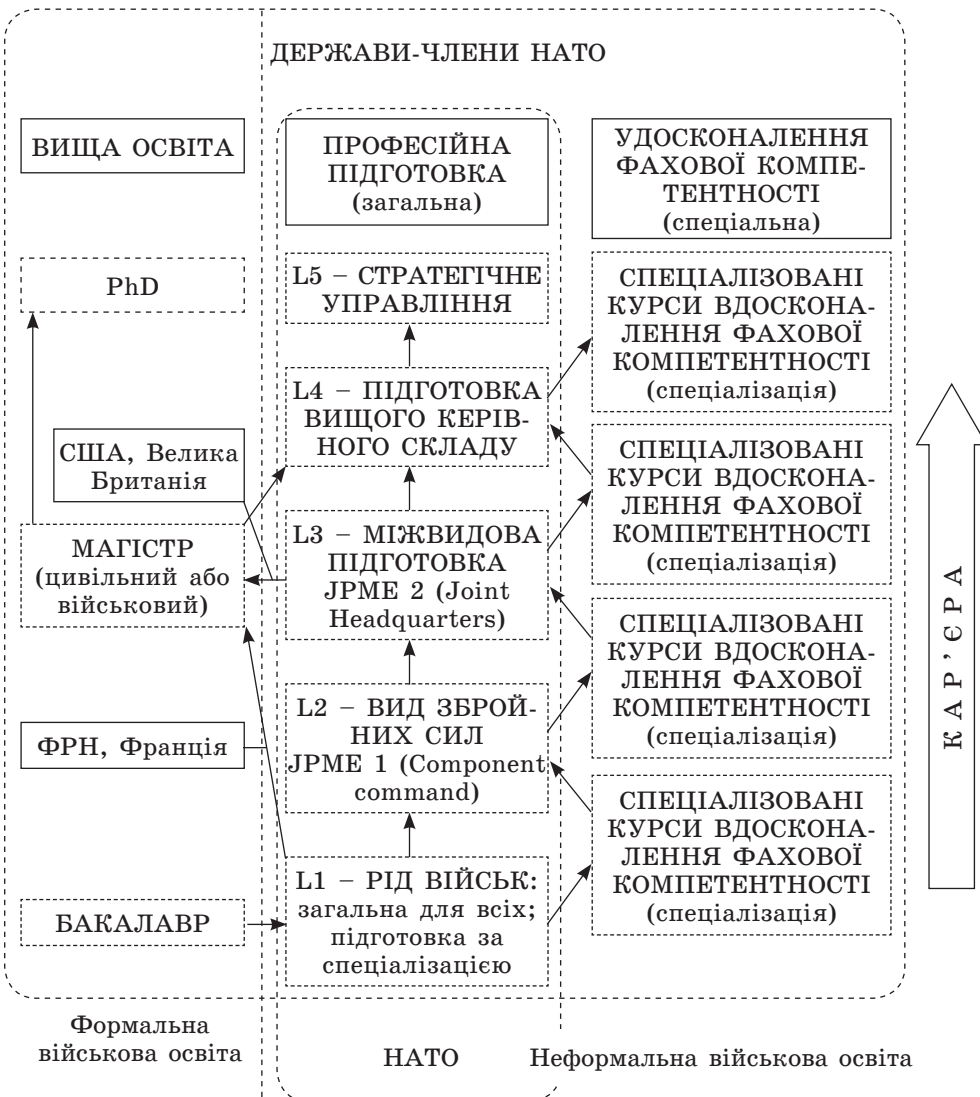 ДЕРЖАВИ-ЧЛЕНИ НАТО
ВИЩА ОСВІТА
ПРОФЕСІЙНА
ПІДГОТОВКА
(загальна)
УДОСКОНАЛЕННЯ
ФАХОВОЇ КОМПЕ-
ТЕНТНОСТІ
(спеціальна)
PhD
L5 – СТРАТЕГІЧНЕ
УПРАВЛІННЯ
СПЕЦІАЛІЗОВАНІ
КУРСИ ВДОСКОНА-
ЛЕННЯ ФАХОВОЇ
КОМПЕТЕНТНОСТІ
(спеціалізація)
L4 – ПІДГОТОВКА
ВИЩОГО КЕРІВ-
НОГО СКЛАДУ
США, Велика
Британія
СПЕЦІАЛІЗОВАНІ
КУРСИ ВДОСКОНА-
ЛЕННЯ ФАХОВОЇ
КОМПЕТЕНТНОСТІ
(спеціалізація)
МАГІСТР
(цивільний або
військовий)
L3 – МІЖВИДОВА
ПІДГОТОВКА
JPME 2 (Joint
Headquarters)
СПЕЦІАЛІЗОВАНІ
КУРСИ ВДОСКОНА-
ЛЕННЯ ФАХОВОЇ
КОМПЕТЕНТНОСТІ
(спеціалізація)
ФРН, Франція
L2 – ВИД ЗБРОЙ-
НИХ СИЛ
JPME 1 (Component
command)
СПЕЦІАЛІЗОВАНІ
КУРСИ ВДОСКОНА-
ЛЕННЯ ФАХОВОЇ
КОМПЕТЕНТНОСТІ
(спеціалізація)
БАКАЛАВР
L1 – РІД ВІЙСЬК:
загальна для всіх;
підготовка за
спеціалізацією
КАР’ЄРА
Формальна
військова освіта
НАТО
Неформальна військова освіта